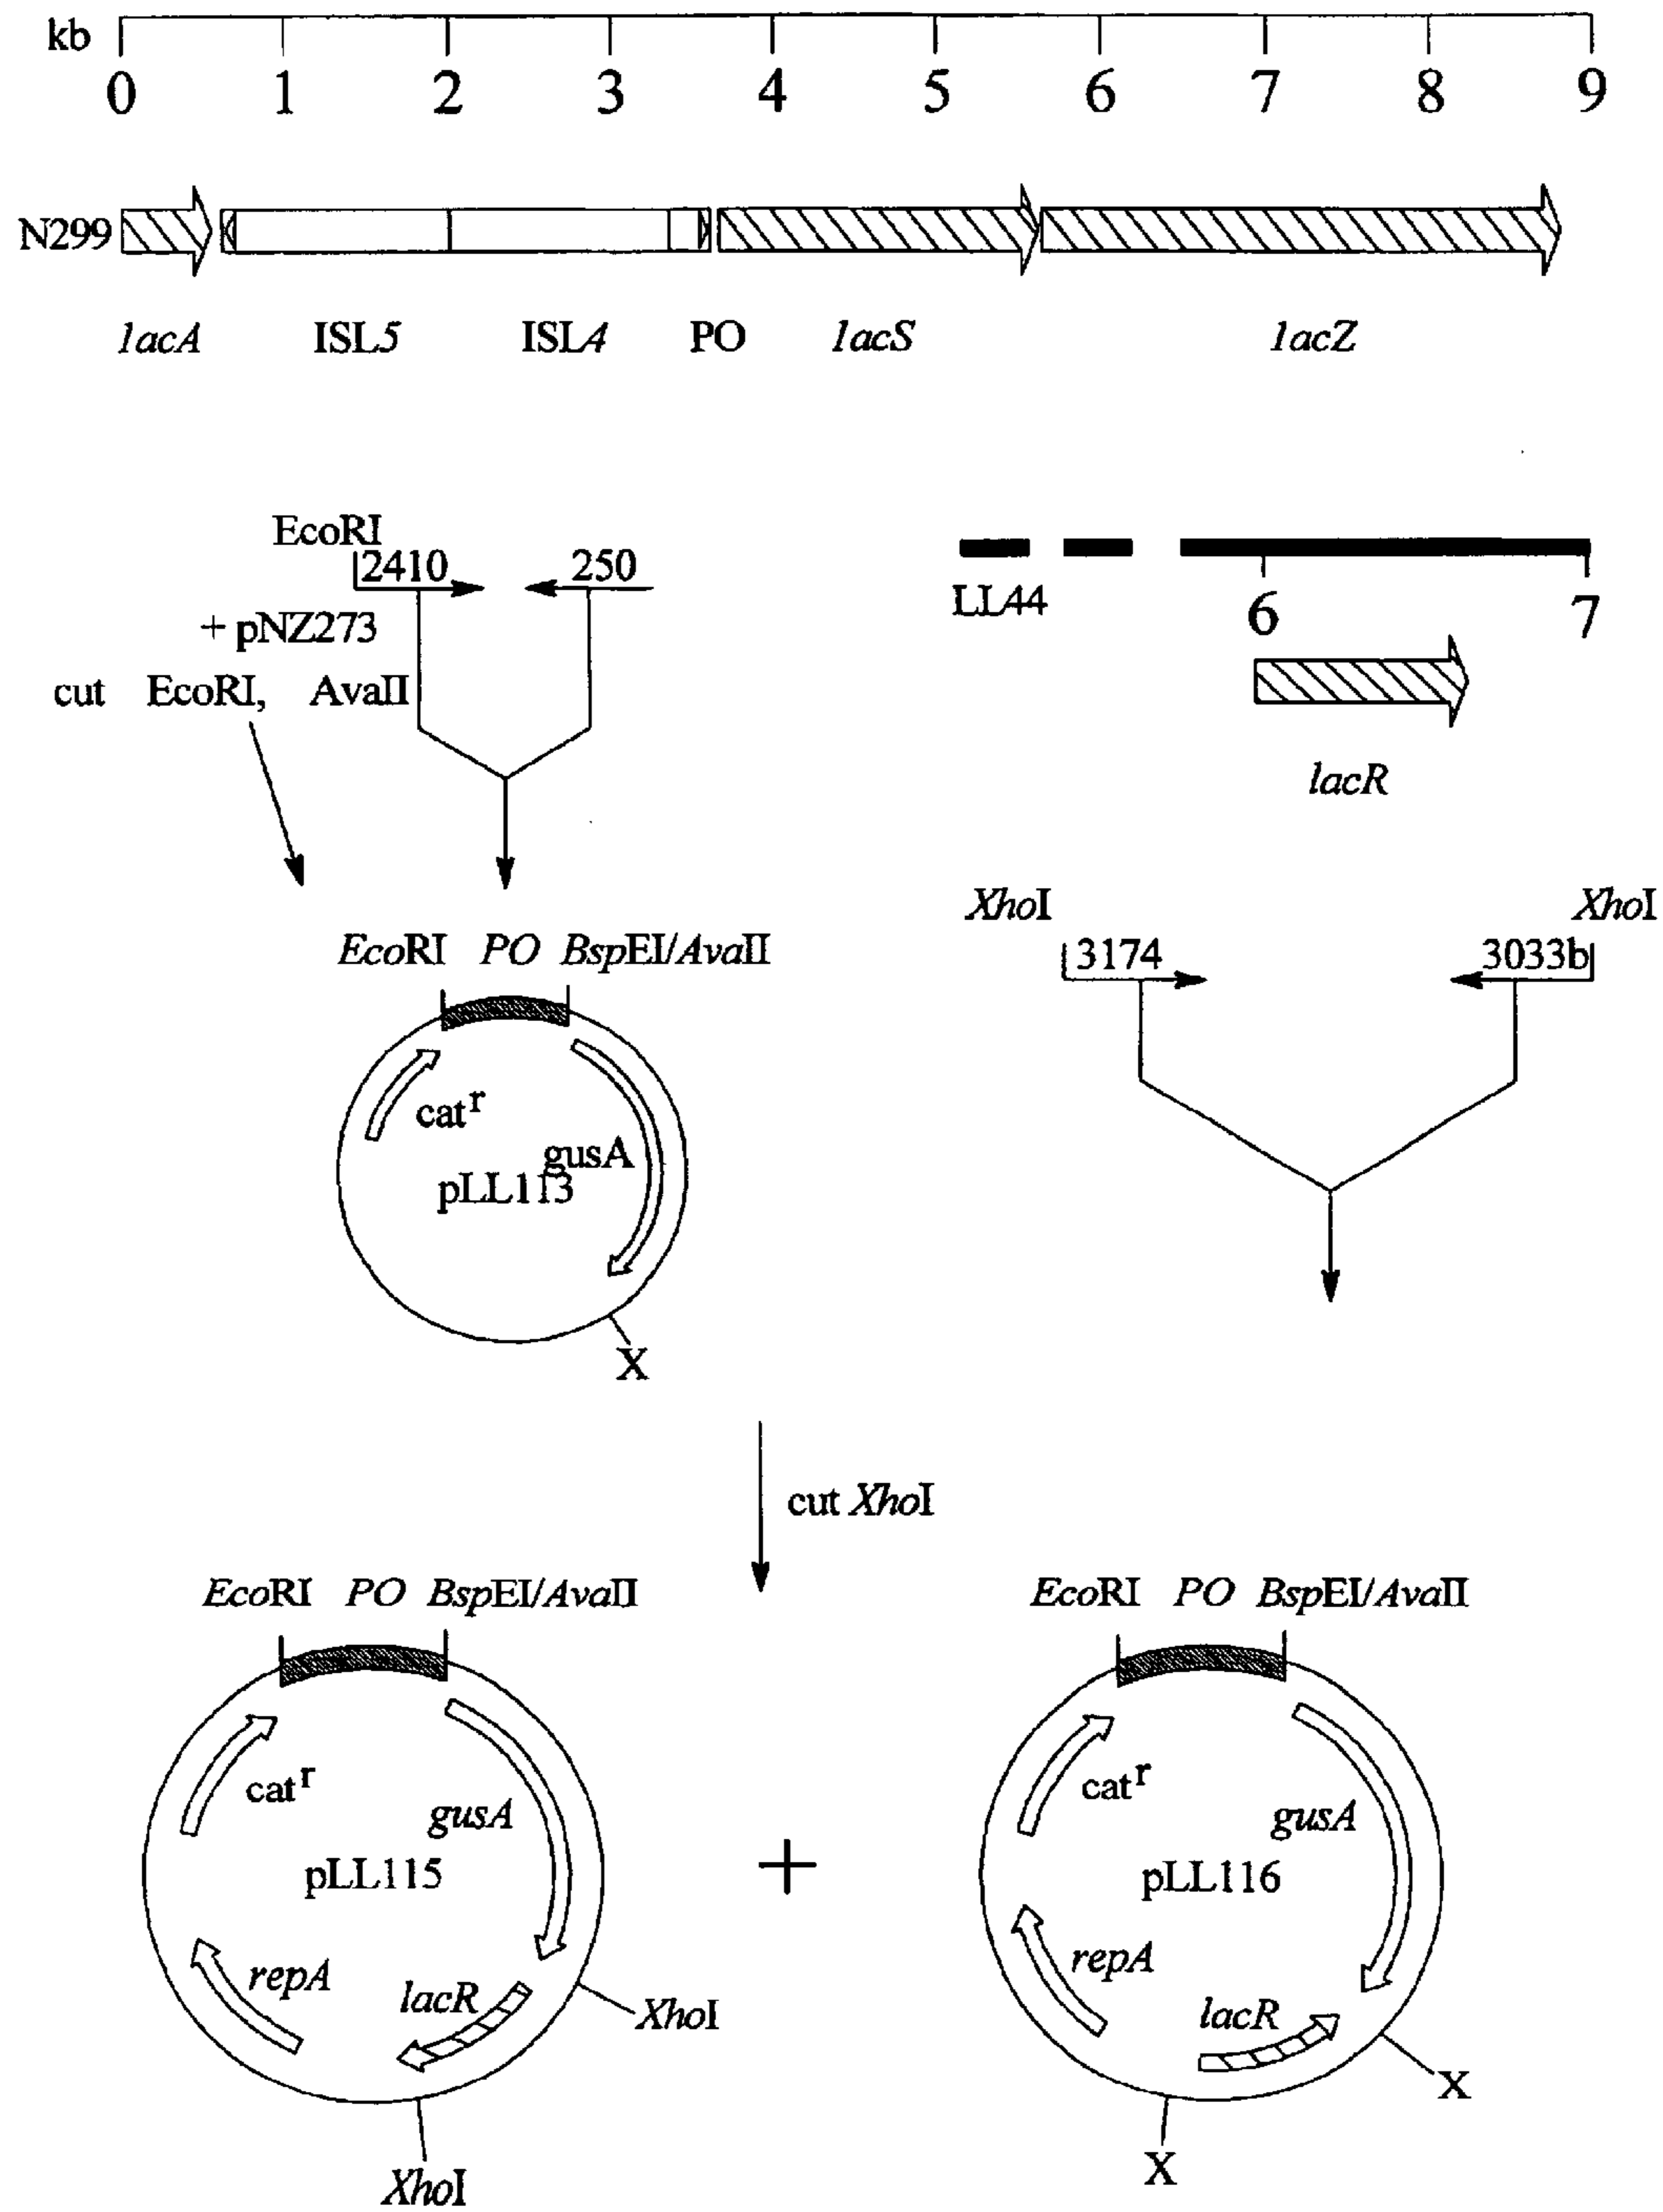 kb
0 1 2 3 4 5 6 7 8 9
N299
lacA ISL5 ISL4 PO lacS lacZ
EcoRI
2410 250
+ pNZ273
cut EcoRI, AvaII
LL44
6 7
lacR
XhoI XhoI
3174 3033b
EcoRI PO BspEI/AvaII
catr
gusA
pLL113
X
cut XhoI
EcoRI PO BspEI/AvaII
EcoRI PO BspEI/AvaII
catr
gusA
pLL115
repA
lacR
XhoI
XhoI
+
catr
gusA
pLL116
repA
lacR
X
X